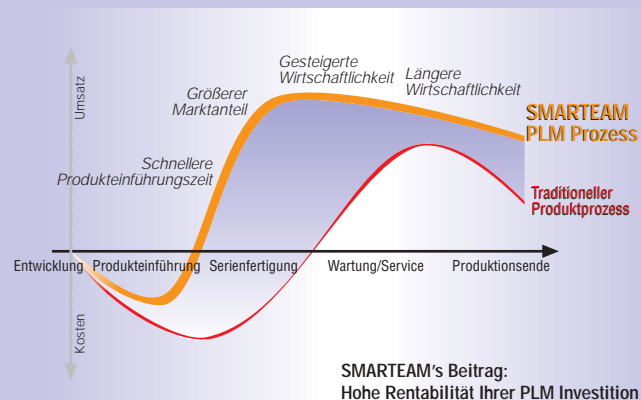 Gesteigerte
Wirtschaftlichkeit
Längere
Wirtschaftlichkeit
Größerer
Marktanteil
Schnellere
Produkteinführungszeit
SMARTEAM
PLM Prozess
Traditioneller
Produktprozess
Umsatz
Kosten
Entwicklung Produkteinführung Serienfertigung Wartung/Service Produktionsende
SMARTEAM's Beitrag:
Hohe Rentabilität Ihrer PLM Investition